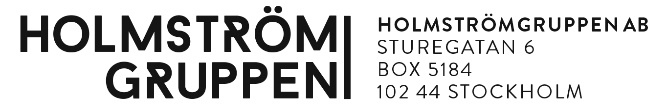 HOLMSTRÖM
GRUPPEN
HOLMSTRÖMGRUPPEN AB
STUREGATAN 6
BOX 5184
102 44 STOCKHOLM